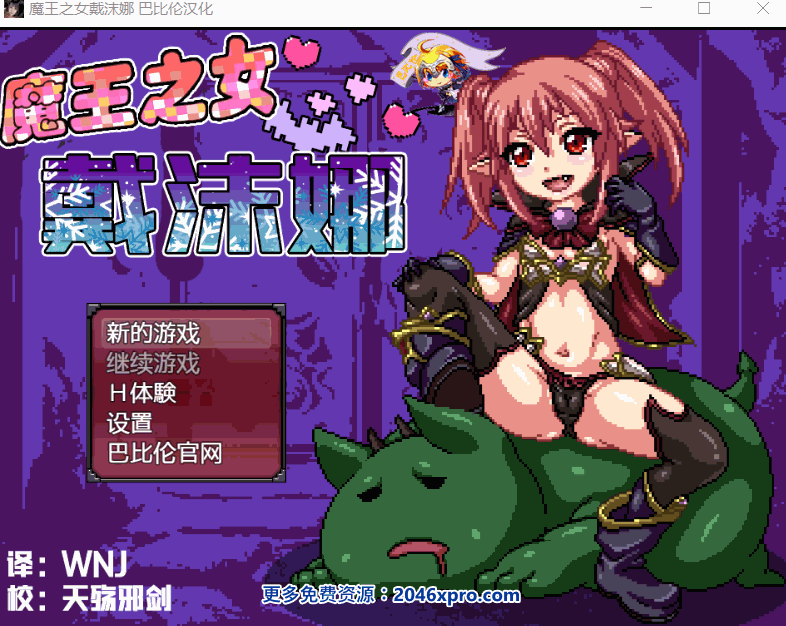 魔王之女戴沫娜 巴比伦汉化
魔王之女
戴沫娜
新的游戏
继续游戏
H体験
设置
巴比伦官网
译：WNJ
校：天殇邪剑
更多免费资源：2046xpro.com